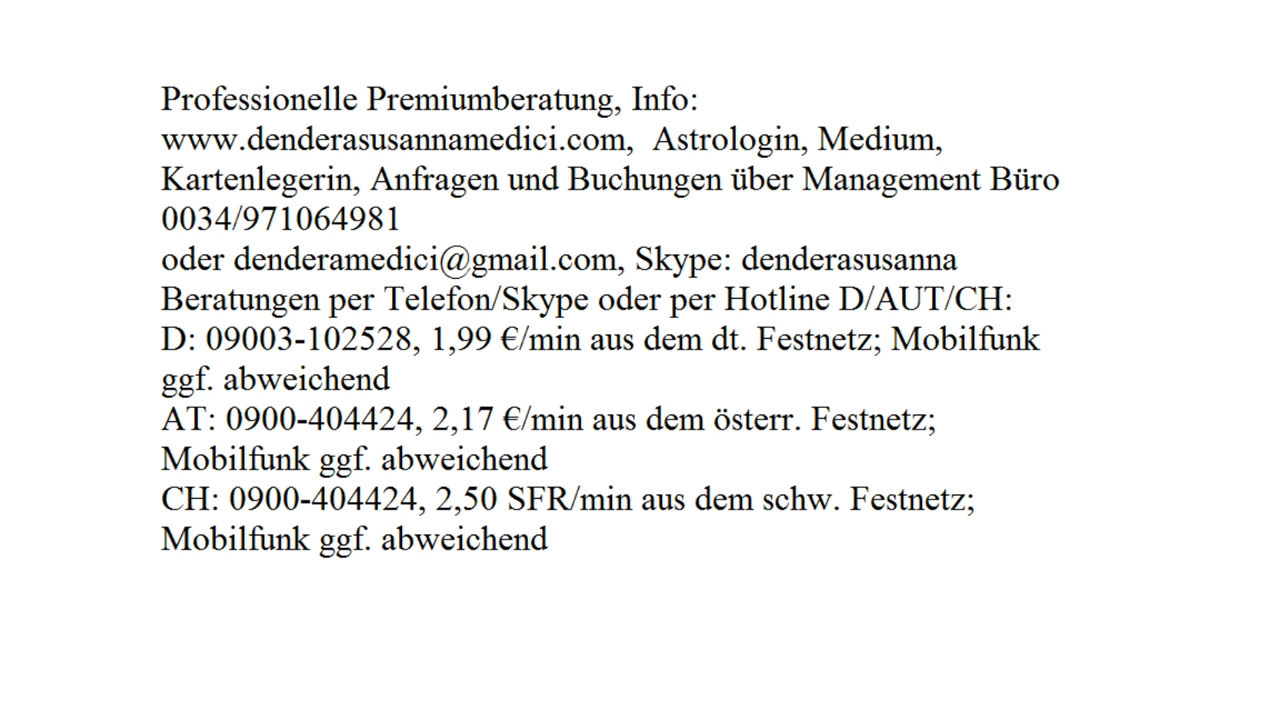 Professionelle Premiumberatung, Info:
www.denderasusannamedici.com,  Astrologin, Medium,
Kartenlegerin, Anfragen und Buchungen über Management Büro
0034/971064981
oder denderamedici@gmail.com, Skype: denderasusanna
Beratungen per Telefon/Skype oder per Hotline D/AUT/CH:
D: 09003-102528, 1,99 €/min aus dem dt. Festnetz; Mobilfunk
ggf. abweichend
AT: 0900-404424, 2,17 €/min aus dem österr. Festnetz;
Mobilfunk ggf. abweichend
CH: 0900-404424, 2,50 SFR/min aus dem schw. Festnetz;
Mobilfunk ggf. abweichend